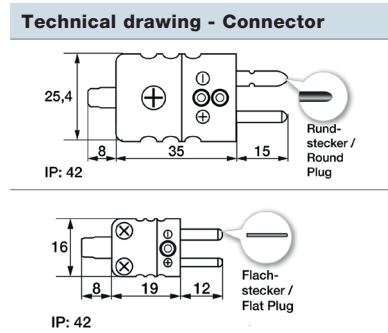 Technical drawing - Connector
25,4
8 35 15
IP: 42
Rund-
stecker /
Round
Plug
16
8 19 12
IP: 42
Flach-
stecker /
Flat Plug